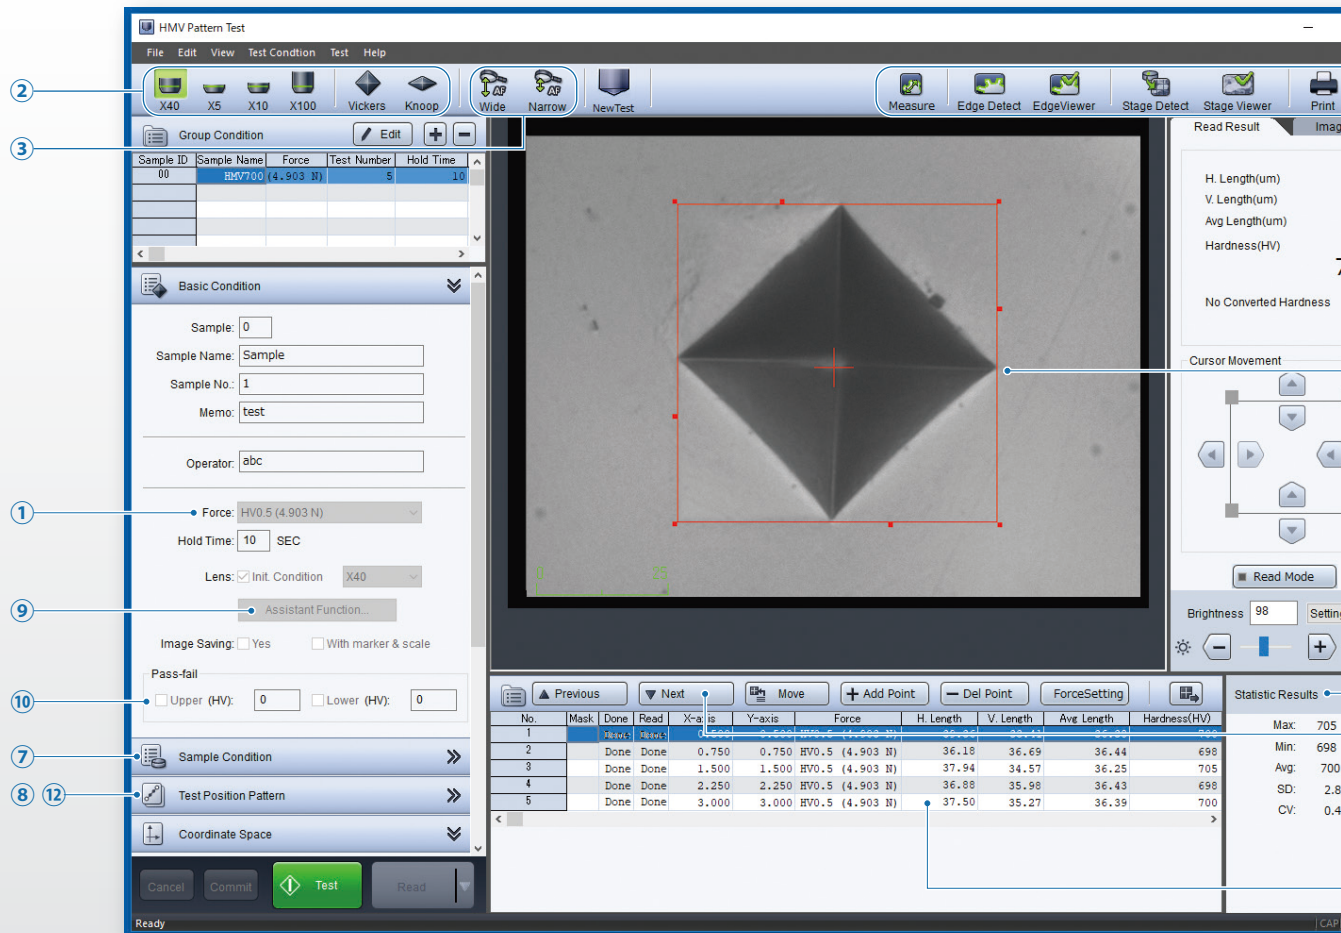 HMV Pattern Test
File Edit View Test Condtion Test Help
②
X40 X5 X10 X100 Vickers Knoop Wide Narrow NewTest Measure Edge Detect EdgeViewer Stage Detect Stage Viewer Print
AF AF
③
Group Condition Edit
Read Result
Sample ID Sample Name Force Test Number Hold Time
00 HMV700 (4.903 N) 5 10
H. Length(um)
V. Length(um)
Avg Length(um)
Hardness(HV)
No Converted Hardness
Cursor Movement
Basic Condition
Sample: 0
Sample Name: Sample
Sample No.: 1
Memo: test
Operator: abc
① Force: HV0.5 (4.903 N)
Hold Time: 10 SEC
Lens: Init. Condition X40
⑨ Assistant Function...
Image Saving: Yes With marker & scale
Pass-fail
⑩ Upper (HV): 0 Lower (HV): 0
Read Mode
Brightness 98
⑦ Sample Condition
⑧ ⑫ Test Position Pattern
Coordinate Space
Cancel Commit Test Read
Previous Next Move Add Point Del Point ForceSetting
No. Mask Done Read X-axis Y-axis Force H. Length V. Length Avg Length Hardness(HV)
1
2 Done Done 0.750 0.750 HV0.5 (4.903 N) 36.18 36.69 36.44 698
3 Done Done 1.500 1.500 HV0.5 (4.903 N) 37.94 34.57 36.25 705
4 Done Done 2.250 2.250 HV0.5 (4.903 N) 36.88 35.98 36.43 698
5 Done Done 3.000 3.000 HV0.5 (4.903 N) 37.50 35.27 36.39 700
Statistic Results
Max: 705
Min: 698
Avg: 700
SD: 2.8
CV: 0.4
Ready
CAP